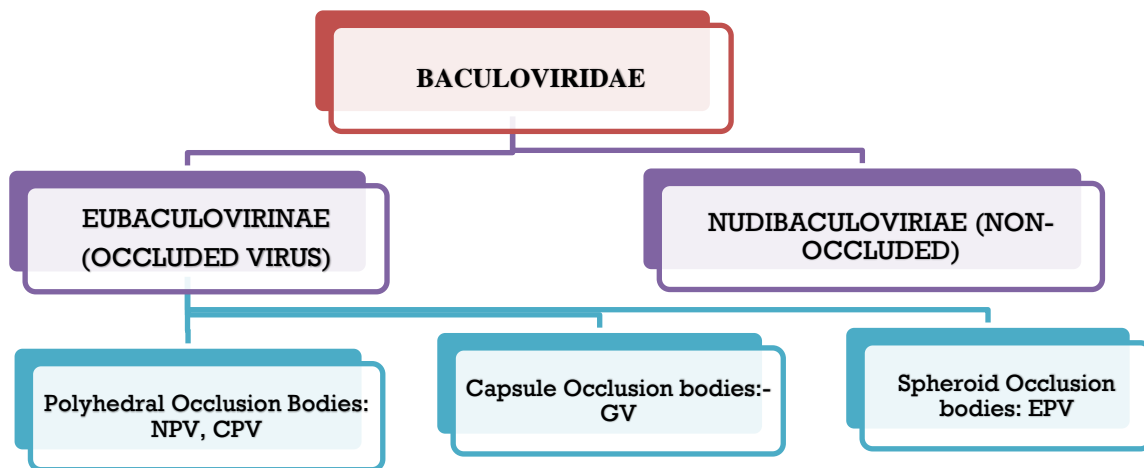 BACULOVIRIDAE
EUBACULOVIRINAE
(OCCLUDED VIRUS)
NUDIBACULOVIRIAE (NON-
OCCLUDED)
Polyhedral Occlusion Bodies:
NPV, CPV
Capsule Occlusion bodies:-
GV
Spheroid Occlusion
bodies: EPV